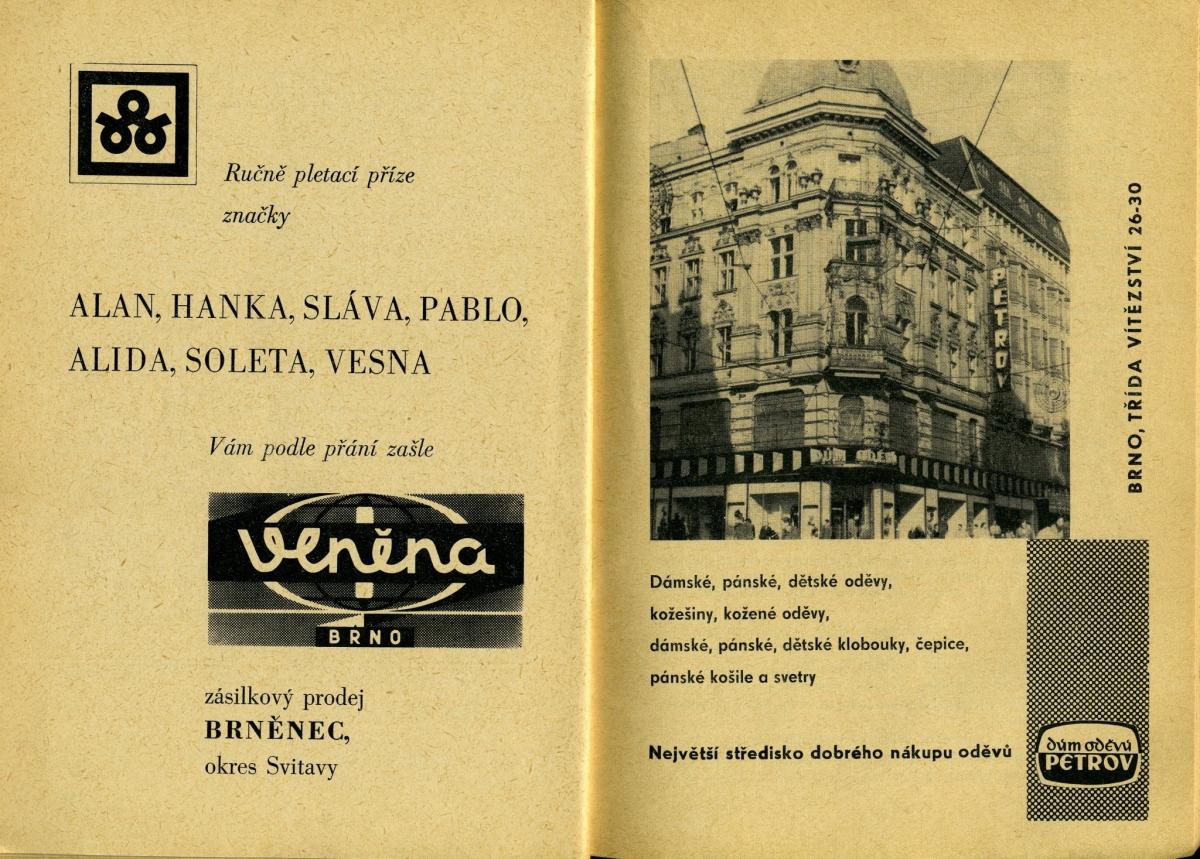 Ručně pletací příze
značky
ALAN, HANKA, SLÁVA, PABLO,
ALIDA, SOLETA, VESNA
Vám podle přání zašle
Veněna
BRNO
zásilkový prodej
BRNĚNEC,
okres Svitavy
PETROV
DŮM ODĚVŮ
BRNO, TŘÍDA VÍTĚZSTVÍ 26-30
Dámské, pánské, dětské oděvy,
kožešiny, kožené oděvy,
dámské, pánské, dětské klobouky, čepice,
pánské košile a svetry
Největší středisko dobrého nákupu oděvů
dům oděvů
PETROV